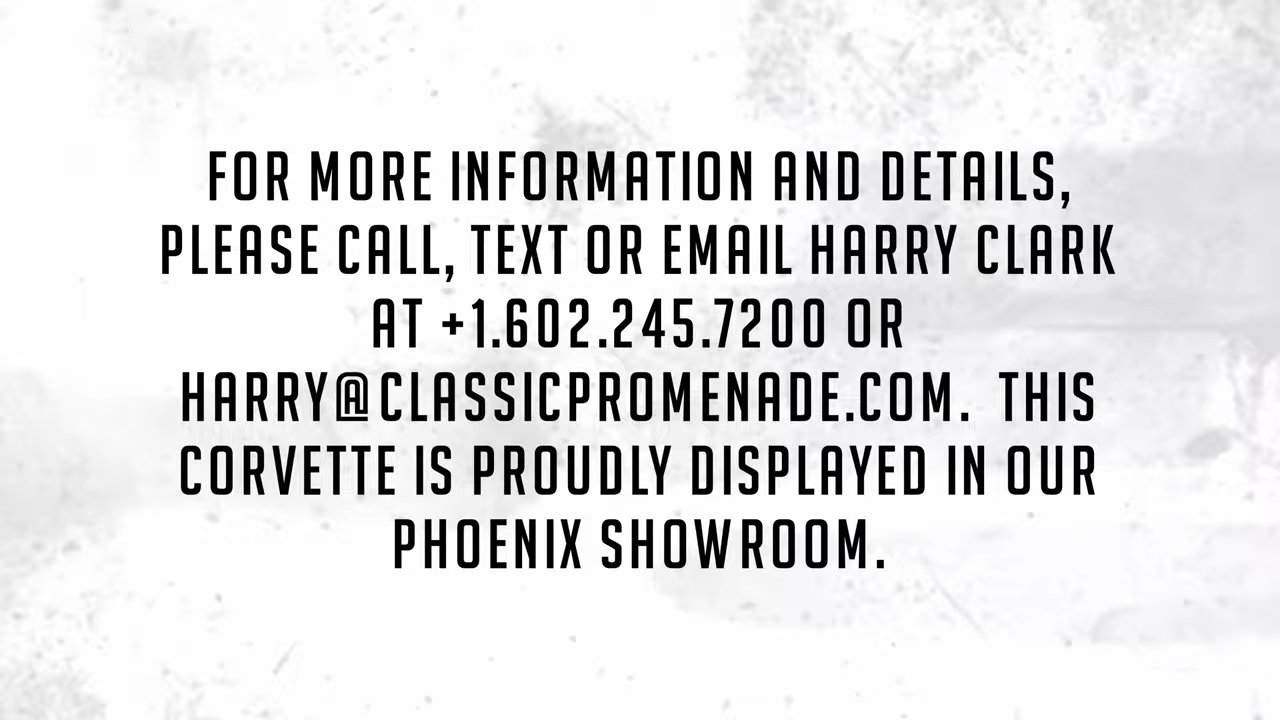 FOR MORE INFORMATION AND DETAILS,
PLEASE CALL, TEXT OR EMAIL HARRY CLARK
AT +1.602.245.7200 OR
HARRY@CLASSICPROMENADE.COM.  THIS
CORVETTE IS PROUDLY DISPLAYED IN OUR
PHOENIX SHOWROOM.